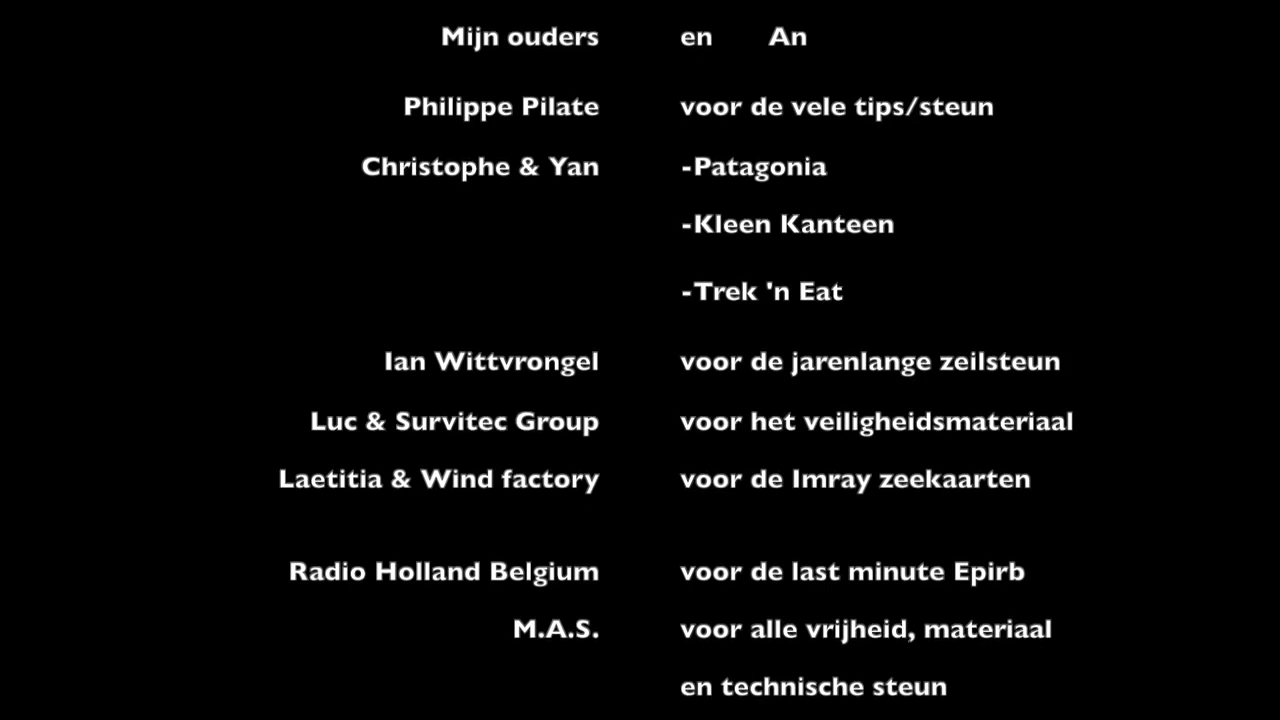 Mijn ouders en An
Philippe Pilate voor de vele tips/steun
Christophe & Yan -Patagonia
-Kleen Kanteen
-Trek 'n Eat
Ian Wittvrongel voor de jarenlange zeilsteun
Luc & Survitec Group voor het veiligheidsmateriaal
Laetitia & Wind factory voor de Imray zeekaarten
Radio Holland Belgium voor de last minute Epirb
M.A.S. voor alle vrijheid, materiaal
en technische steun